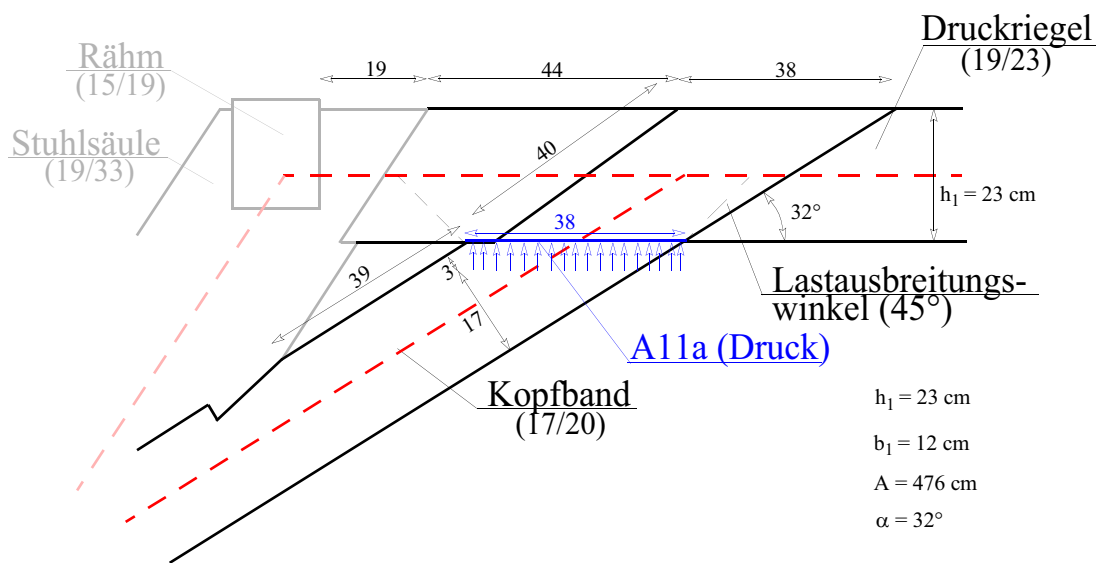 Druckriegel
(19/23)
Rähm
(15/19)
19
44
38
Stuhlsäule
(19/33)
40
h1 = 23 cm
32°
38
39
3
17
Lastausbreitungs-
winkel (45°)
A11a (Druck)
Kopfband
(17/20)
h1 = 23 cm
b1 = 12 cm
A = 476 cm
α = 32°